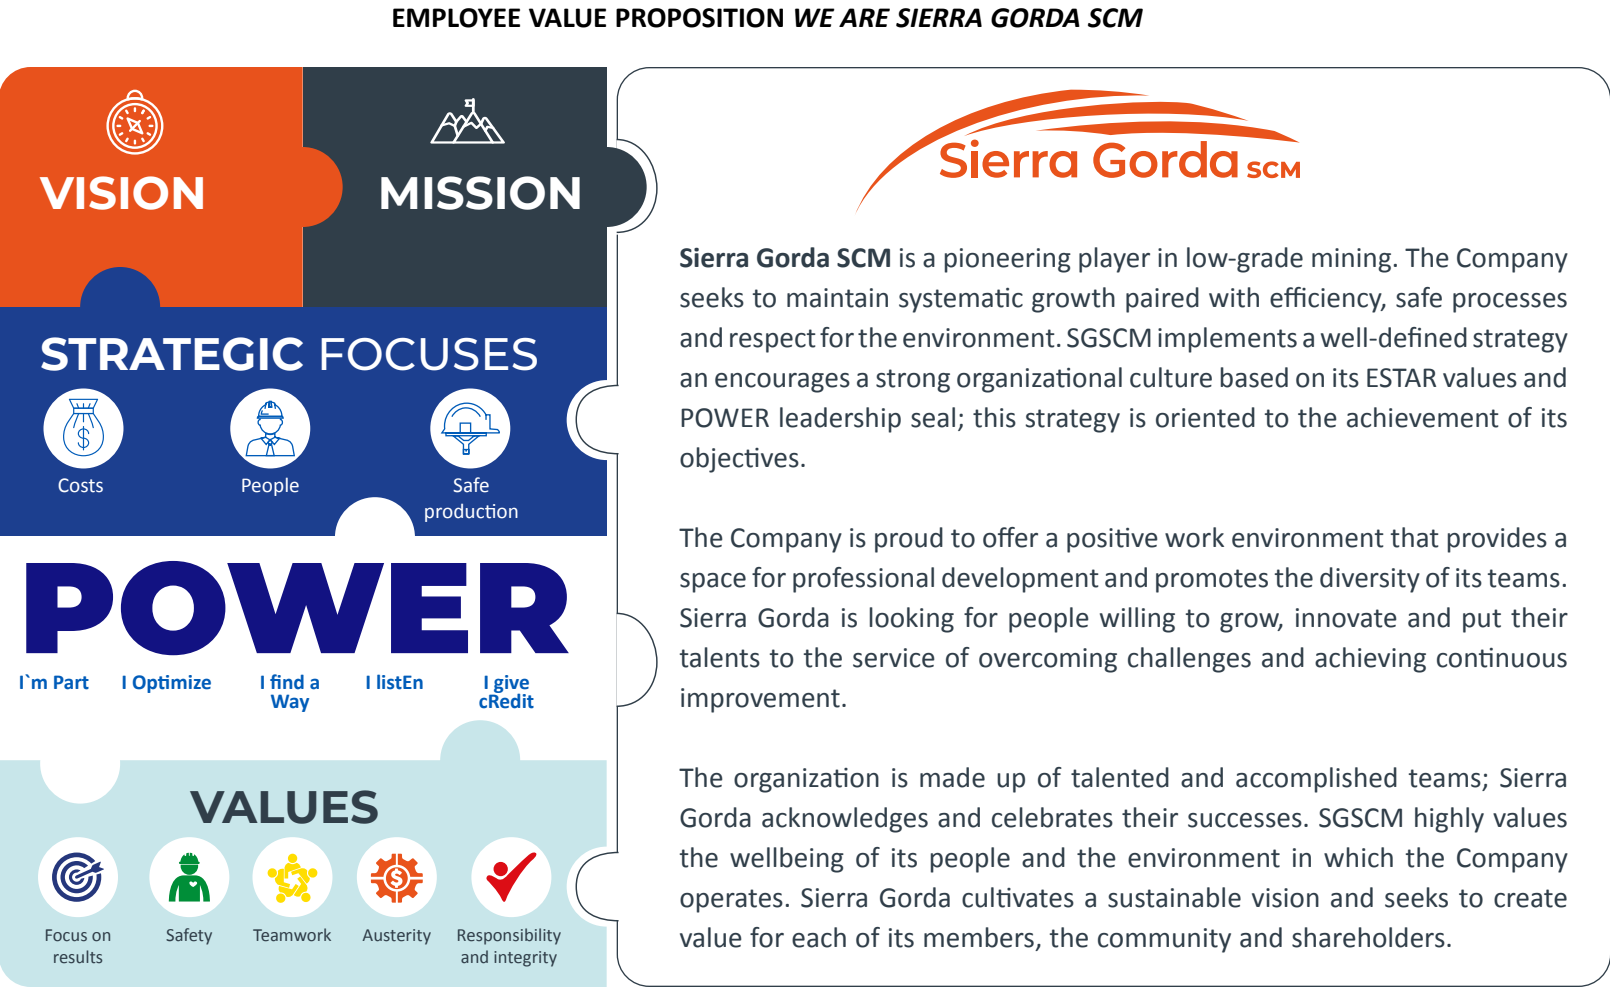 EMPLOYEE VALUE PROPOSITION WE ARE SIERRA GORDA SCM
VISION
MISSION
STRATEGIC FOCUSES
Costs
People
Safe
production
POWER
I`m Part
I Optimize
I find a
Way
I listEn
I give
cRedit
VALUES
Focus on
results
Safety
Teamwork
Austerity
Responsibility
and integrity
Sierra Gorda SCM
Sierra Gorda SCM is a pioneering player in low-grade mining. The Company
seeks to maintain systematic growth paired with efficiency, safe processes
and respect for the environment. SGSCM implements a well-defined strategy
an encourages a strong organizational culture based on its ESTAR values and
POWER leadership seal; this strategy is oriented to the achievement of its
objectives.
The Company is proud to offer a positive work environment that provides a
space for professional development and promotes the diversity of its teams.
Sierra Gorda is looking for people willing to grow, innovate and put their
talents to the service of overcoming challenges and achieving continuous
improvement.
The organization is made up of talented and accomplished teams; Sierra
Gorda acknowledges and celebrates their successes. SGSCM highly values
the wellbeing of its people and the environment in which the Company
operates. Sierra Gorda cultivates a sustainable vision and seeks to create
value for each of its members, the community and shareholders.